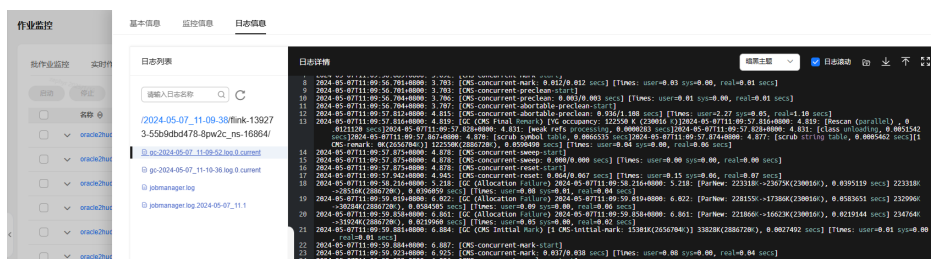 作业监控
基本信息 监控信息 日志信息
批作业监控 实时作
启动 停止
名称
oracle2hud
oracle2hud
oracle2hud
oracle2hud
oracle2hud
日志列表
请输入日志名称
/2024-05-07_11-09-38/flink-13927
3-55b9dbd478-8pw2c_ns-16864/
gc-2024-05-07_11-09-52.log.0.current
gc-2024-05-07_11-10-36.log.0.current
jobmanager.log
jobmanager.log.2024-05-07_11.1
日志详情 暗黑主题 日志滚动
8 2024-05-07T11:09:56.701+0800: 3.693: [CMS-concurrent-mark: 0.012/0.012 secs] [Times: user=0.03 sys=0.00, real=0.01 secs]
9 2024-05-07T11:09:56.701+0800: 3.703: [CMS-concurrent-preclean-start]
10 2024-05-07T11:09:56.704+0800: 3.706: [CMS-concurrent-preclean: 0.003/0.003 secs] [Times: user=0.01 sys=0.00, real=0.01 secs]
11 2024-05-07T11:09:56.704+0800: 3.707: [CMS-concurrent-abortable-preclean-start]
12 2024-05-07T11:09:57.812+0800: 4.815: [CMS-concurrent-abortable-preclean: 0.936/1.108 secs] [Times: user=2.27 sys=0.05, real=1.10 secs]
13 2024-05-07T11:09:57.816+0800: 4.819: [GC (CMS Final Remark) [YG occupancy: 122550 K (230016 K)]2024-05-07T11:09:57.816+0800: 4.819: [Rescan (parallel) , 0
.0121120 secs]2024-05-07T11:09:57.828+0800: 4.831: [weak refs processing, 0.0000283 secs]2024-05-07T11:09:57.828+0800: 4.831: [class unloading, 0.0051542
secs]2024-05-07T11:09:57.867+0800: 4.870: [scrub symbol table, 0.0066535 secs]2024-05-07T11:09:57.874+0800: 4.877: [scrub string table, 0.0005462 secs][1
CMS-remark: 0K(2656704K)] 122550K(2886720K), 0.0590490 secs] [Times: user=0.04 sys=0.00, real=0.06 secs]
14 2024-05-07T11:09:57.875+0800: 4.878: [CMS-concurrent-sweep-start]
15 2024-05-07T11:09:57.875+0800: 4.878: [CMS-concurrent-sweep: 0.000/0.000 secs] [Times: user=0.00 sys=0.00, real=0.00 secs]
16 2024-05-07T11:09:57.875+0800: 4.878: [CMS-concurrent-reset-start]
17 2024-05-07T11:09:57.942+0800: 4.945: [CMS-concurrent-reset: 0.064/0.067 secs] [Times: user=0.15 sys=0.06, real=0.07 secs]
18 2024-05-07T11:09:58.216+0800: 5.218: [GC (Allocation Failure) 2024-05-07T11:09:58.216+0800: 5.218: [ParNew: 223318K->23675K(230016K), 0.0395119 secs] 223318K
->28516K(2886720K), 0.0396059 secs] [Times: user=0.07 sys=0.01, real=0.04 secs]
19 2024-05-07T11:09:59.019+0800: 6.022: [GC (Allocation Failure) 2024-05-07T11:09:59.019+0800: 6.022: [ParNew: 228155K->17386K(230016K), 0.0583651 secs] 232996K
->30284K(2886720K), 0.0584505 secs] [Times: user=0.09 sys=0.00, real=0.06 secs]
20 2024-05-07T11:09:59.858+0800: 6.861: [GC (Allocation Failure) 2024-05-07T11:09:59.858+0800: 6.861: [ParNew: 221866K->16623K(230016K), 0.0219144 secs] 234764K
->31924K(2886720K), 0.0219960 secs] [Times: user=0.05 sys=0.00, real=0.02 secs]
21 2024-05-07T11:09:59.881+0800: 6.884: [GC (CMS Initial Mark) [1 CMS-initial-mark: 15301K(2656704K)] 33828K(2886720K), 0.0027492 secs] [Times: user=0.01 sys=0.00
, real=0.01 secs]
22 2024-05-07T11:09:59.884+0800: 6.887: [CMS-concurrent-mark-start]
23 2024-05-07T11:09:59.923+0800: 6.925: [CMS-concurrent-mark: 0.037/0.038 secs] [Times: user=0.08 sys=0.00, real=0.04 secs]